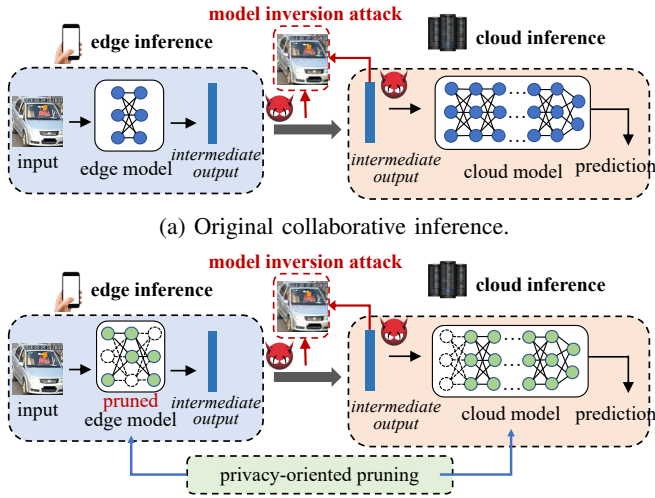 model inversion attack
edge inference
cloud inference
input
edge model
intermediate
output
intermediate
output
cloud model
prediction
(a) Original collaborative inference.
model inversion attack
edge inference
cloud inference
input
pruned
edge model
intermediate
output
intermediate
output
cloud model
prediction
privacy-oriented pruning